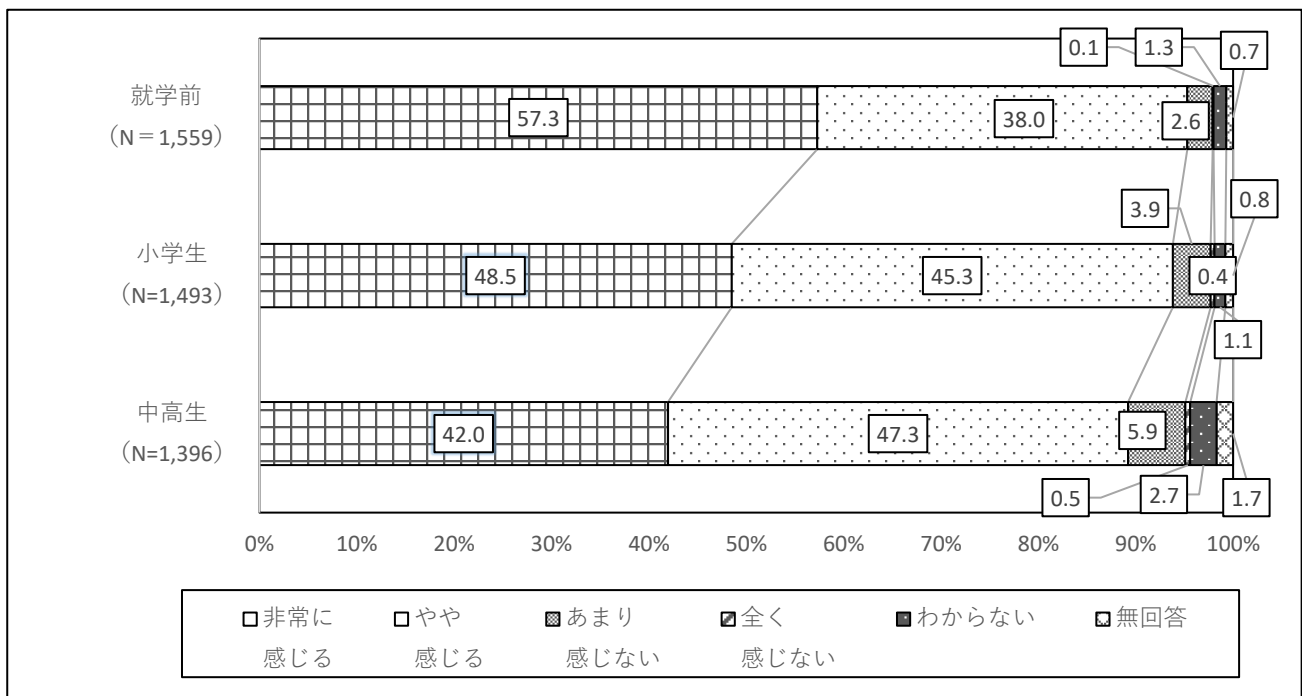 0.1 1.3 0.7
就学前
(N＝1,559)
57.3 38.0 2.6
3.9 0.8
小学生
(N=1,493)
48.5 45.3 0.4
1.1
中高生
(N=1,396)
42.0 47.3 5.9
0.5 2.7 1.7
0% 10% 20% 30% 40% 50% 60% 70% 80% 90% 100%
非常に やや あまり 全く わからない 無回答
感じる 感じる 感じない 感じない